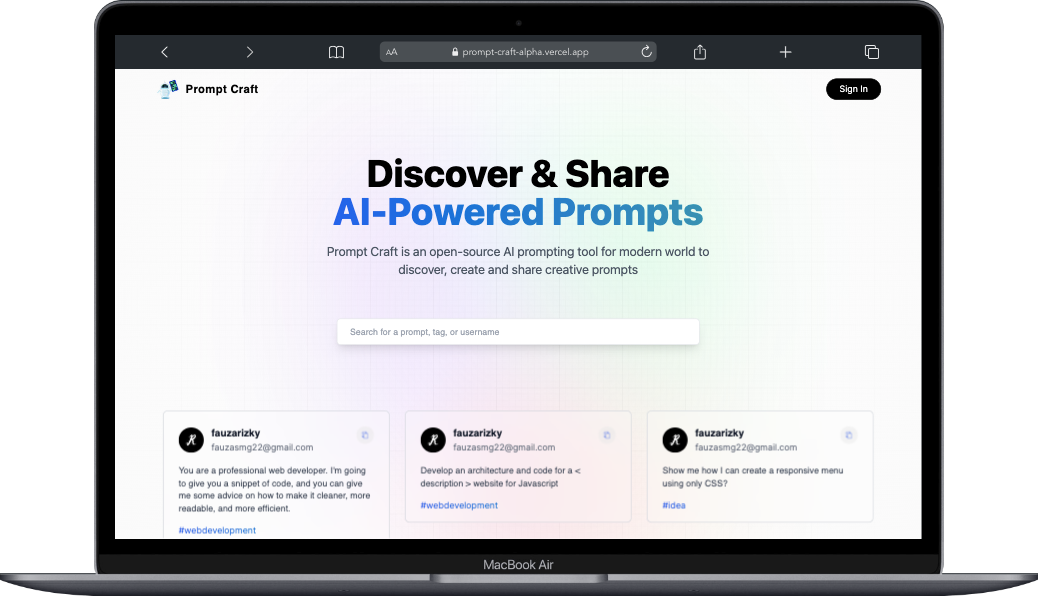 AA prompt-craft-alpha.vercel.app
Prompt Craft
Sign In
Discover & Share
AI-Powered Prompts
Prompt Craft is an open-source AI prompting tool for modern world to
discover, create and share creative prompts
Search for a prompt, tag, or username
fauzarizky
fauzasmg22@gmail.com
You are a professional web developer. I'm going
to give you a snippet of code, and you can give
me some advice on how to make it cleaner, more
readable, and more efficient.
#webdevelopment
fauzarizky
fauzasmg22@gmail.com
Develop an architecture and code for a <
description > website for Javascript
#webdevelopment
fauzarizky
fauzasmg22@gmail.com
Show me how I can create a responsive menu
using only CSS?
#idea
MacBook Air